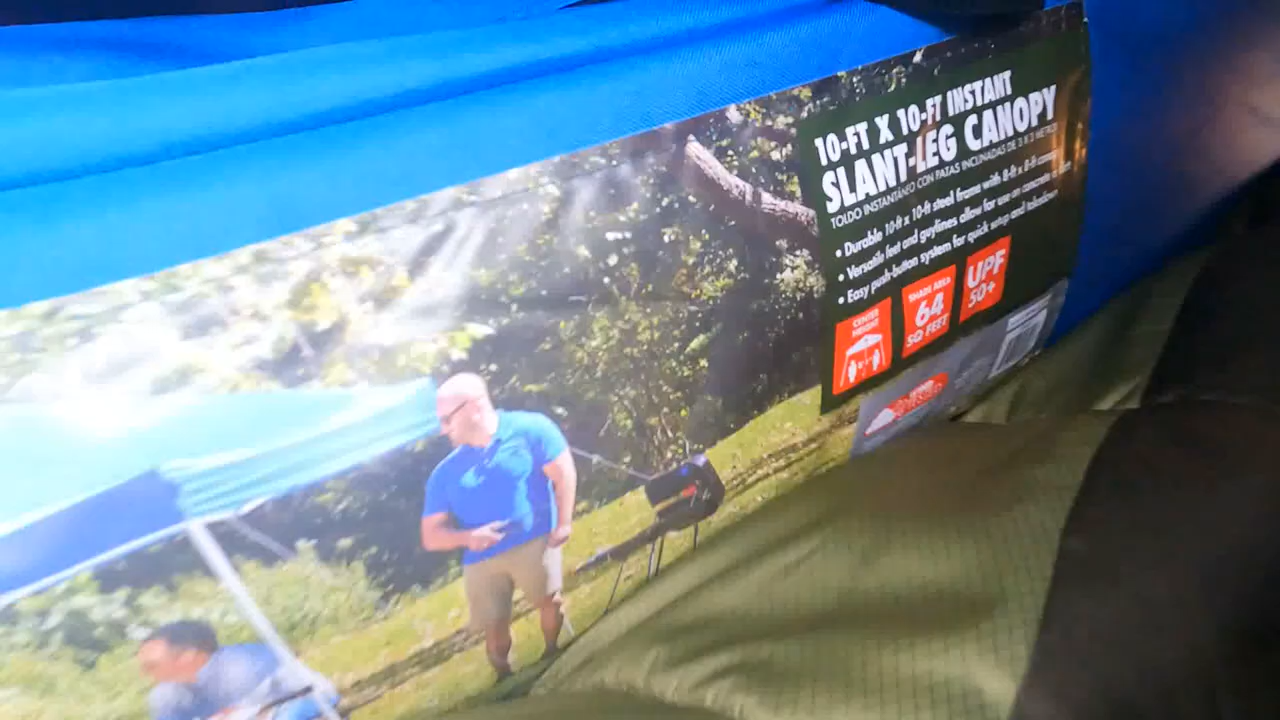 10-FT X 10-FT INSTANT
SLANT-LEG CANOPY
TOLDO INSTANTÁNEO CON PATAS INCLINADAS DE 3 X 3 METROS
• Durable 10-ft x 10-ft steel frame with 8-ft x 8-ft canopy
• Versatile feet and guylines allow for use on concrete
• Easy push-button system for quick setup and takedown
CENTER
HEIGHT
SHADE AREA
64
SQ FEET
UPF
50+